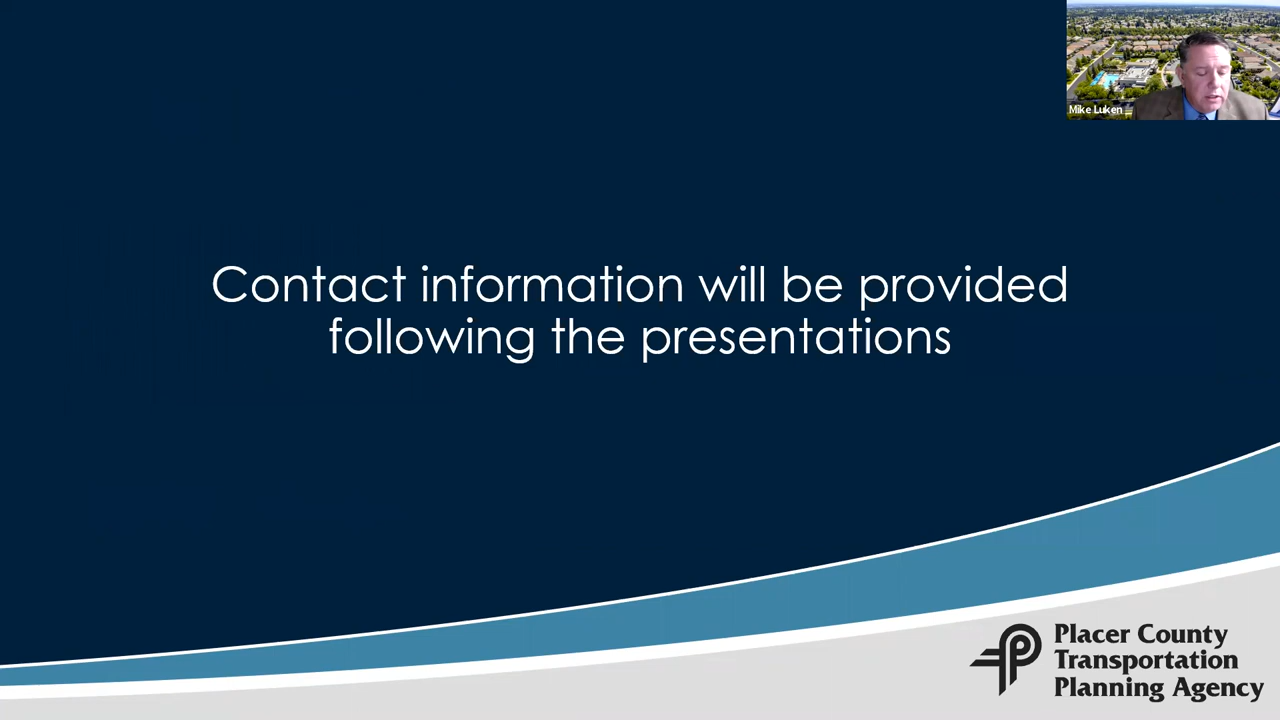 Mike Luken
Contact information will be provided
following the presentations
Placer County
Transportation
Planning Agency